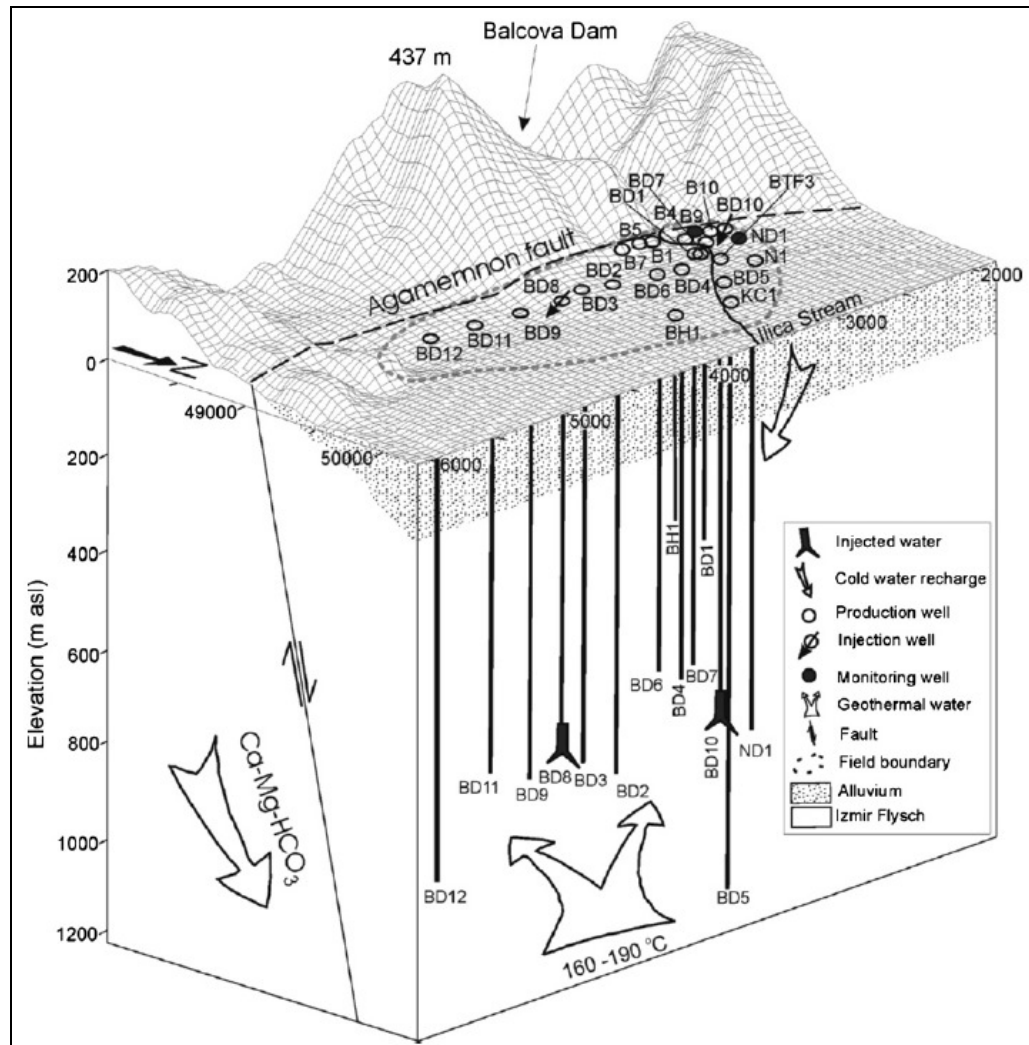 Balcova Dam
437 m
BD7
B10
BTF3
BD1
BD10
B4
B9
B5
ND1
Agamemnon fault
B7
B1
N1
BD2
BD8
BD6
BD4
BD5
BD3
KC1
BD9
BH1
Ilica Stream
BD11
BD12
200
0
200
400
600
800
1000
1200
Elevation (m asl)
49000
50000
6000
5000
4000
3000
2000
BH1
BD1
BD6
BD4
BD7
BD10
ND1
BD11
BD9
BD8
BD3
BD2
BD12
BD5
Ca-Mg-HCO3
160 -190 °C
Injected water
Cold water recharge
Production well
Injection well
Monitoring well
Geothermal water
Fault
Field boundary
Alluvium
Izmir Flysch